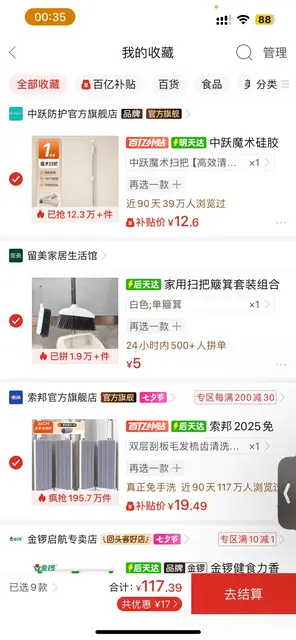 00:35
88
我的收藏
管理
全部收藏
百亿补贴
百货
食品
分类
中跃防护官方旗舰店 品牌 官方旗舰
1
魔术扫把
已抢12.3万+件
百亿补贴 明天达 中跃魔术硅胶
中跃魔术扫把【高效清... ×1
再选一款 +
近90天39万人浏览过
补贴价 ¥12.6
...
留美 留美家居生活馆
已拼1.9万+件
后天达 家用扫把簸箕套装组合
白色;单簸箕 ×1
再选一款 +
24小时内500+人拼单
¥5
...
索邦官方旗舰店 官方旗舰 七夕节
专区每满200减30
疯抢195.7万件
百亿补贴 后天达 索邦2025免
双层刮板毛发梳齿清洗... ×1
再选一款 +
真正免手洗 近90天117万人浏览过
补贴价 ¥19.49
...
金锣 金锣启航专卖店 回头客好店 七夕节
专区满10减1
后天达 品牌 金锣 金锣健食力香
已选9款
合计: ¥117.39
共优惠 ¥17
去结算